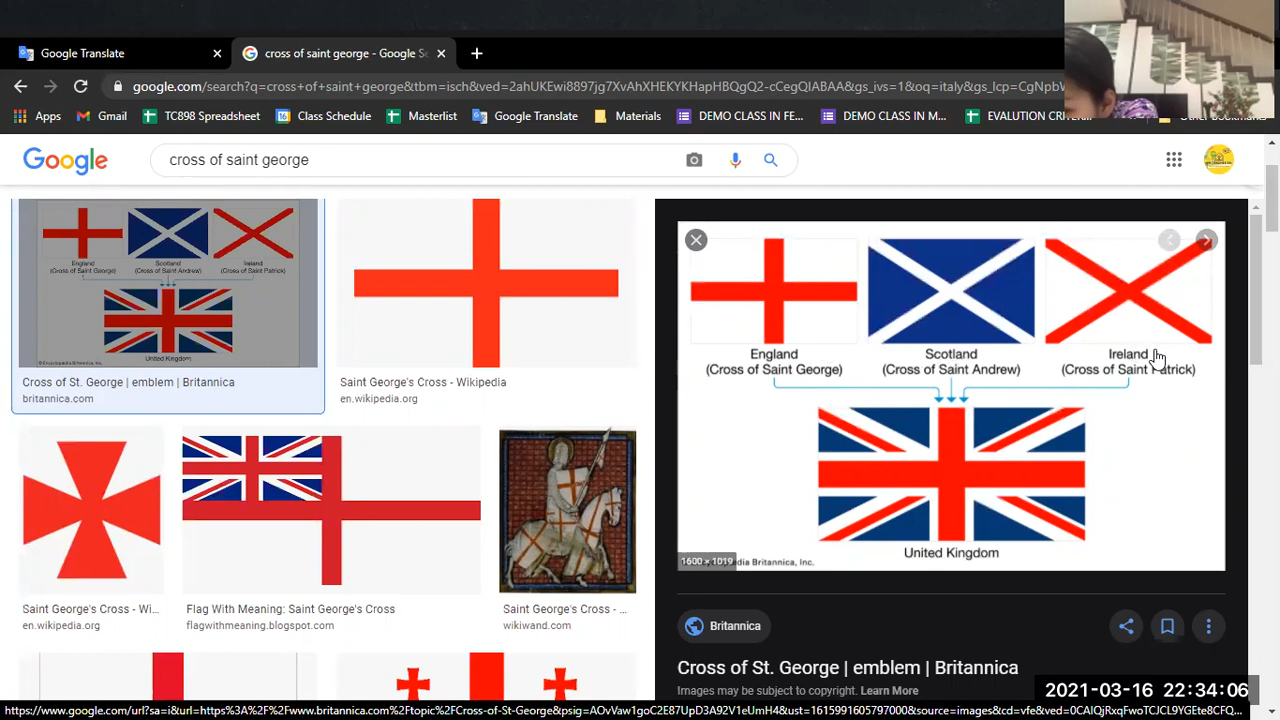 Google Translate
cross of saint george - Google Se
google.com/search?q=cross+of+saint+george&tbm=isch&ved=2ahUKEwi8897jg7XvAhXHEKYKHapHBQgQ2-cCegQIABAA&gs_ivs=1&oq=italy&gs_lcp=CgNpbW
Apps
Gmail
TC898 Spreadsheet
Class Schedule
Masterlist
Google Translate
Materials
DEMO CLASS IN FE...
DEMO CLASS IN M...
EVALUTION CRITER...
Google
cross of saint george
England
(Cross of Saint George)
Scotland
(Cross of Saint Andrew)
Ireland
(Cross of Saint Patrick)
United Kingdom
© Encyclopædia Britannica, Inc.
Cross of St. George | emblem | Britannica
britannica.com
Saint George's Cross - Wikipedia
en.wikipedia.org
Saint George's Cross - Wi...
en.wikipedia.org
Flag With Meaning: Saint George's Cross
flagwithmeaning.blogspot.com
Saint George's Cross - ...
wikiwand.com
England
(Cross of Saint George)
Scotland
(Cross of Saint Andrew)
Ireland
(Cross of Saint Patrick)
United Kingdom
1600 × 1019
Britannica, Inc.
Britannica
Cross of St. George | emblem | Britannica
Images may be subject to copyright. Learn More
2021-03-16 22:34:06
https://www.google.com/url?sa=i&url=https%3A%2F%2Fwww.britannica.com%2Ftopic%2FCross-of-St-George&psig=AOvVaw1goC2E87UpD3A92V1eUmH4&ust=1615991605797000&source=images&cd=vfe&ved=0CAIQjRxqFwoTCJL9YGEte8CFQ...